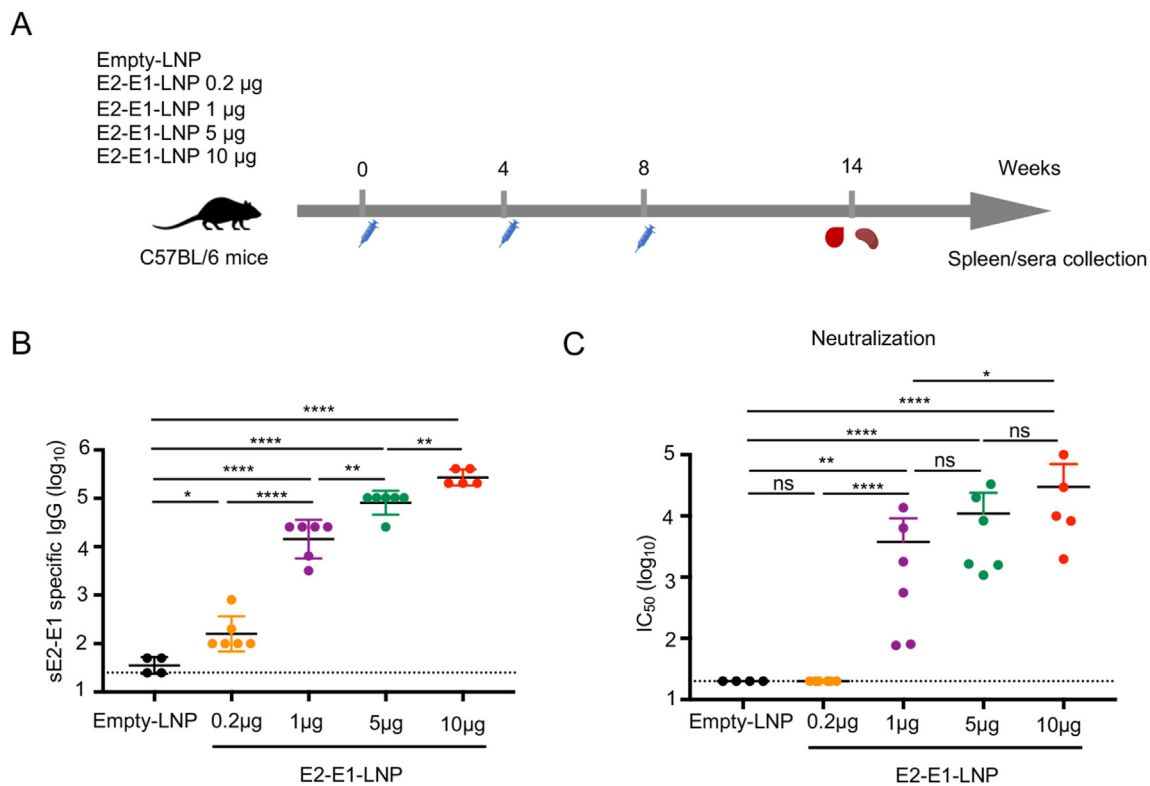 A
Empty-LNP
E2-E1-LNP 0.2 µg
E2-E1-LNP 1 µg
E2-E1-LNP 5 µg
E2-E1-LNP 10 µg
0 4 8 14 Weeks
C57BL/6 mice
Spleen/sera collection
B
****
**** **
**** **
* ****
sE2-E1 specific IgG (log10)
6
5
4
3
2
1
Empty-LNP 0.2µg 1µg 5µg 10µg
E2-E1-LNP
C
Neutralization
*
****
**** ns
** ns
ns ****
IC50 (log10)
5
4
3
2
1
Empty-LNP 0.2µg 1µg 5µg 10µg
E2-E1-LNP